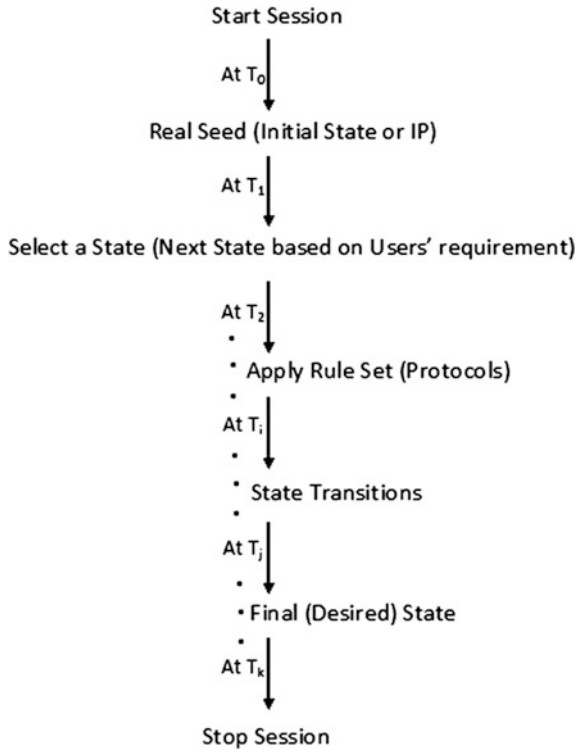 Start Session
At T₀
Real Seed (Initial State or IP)
At T₁
Select a State (Next State based on Users' requirement)
At T₂
Apply Rule Set (Protocols)
At Tᵢ
State Transitions
At Tⱼ
Final (Desired) State
At Tₖ
Stop Session